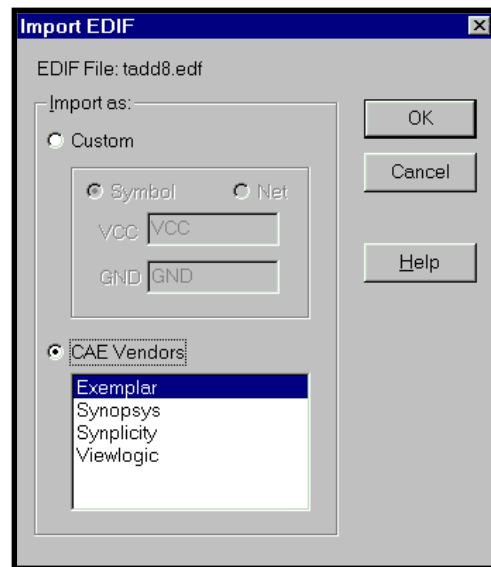 Import EDIF
EDIF File: tadd8.edf
Import as:
Custom
Symbol Net
VCC VCC
GND GND
CAE Vendors
Exemplar
Synopsys
Synplicity
Viewlogic
OK
Cancel
Help